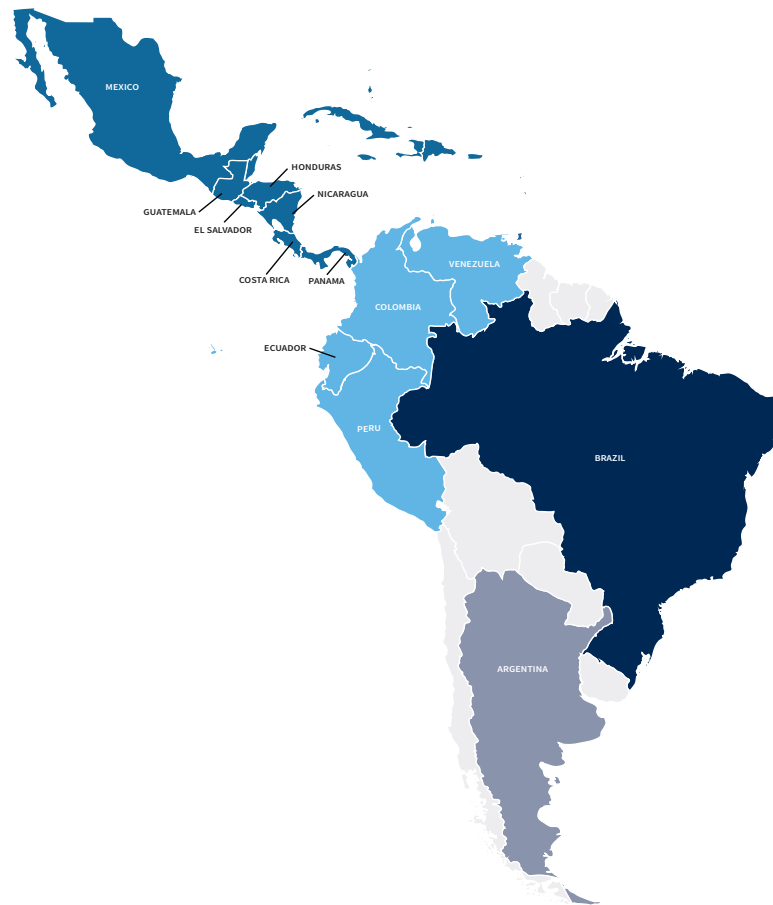 MEXICO
HONDURAS
NICARAGUA
GUATEMALA
EL SALVADOR
COSTA RICA
PANAMA
VENEZUELA
COLOMBIA
ECUADOR
PERU
BRAZIL
ARGENTINA